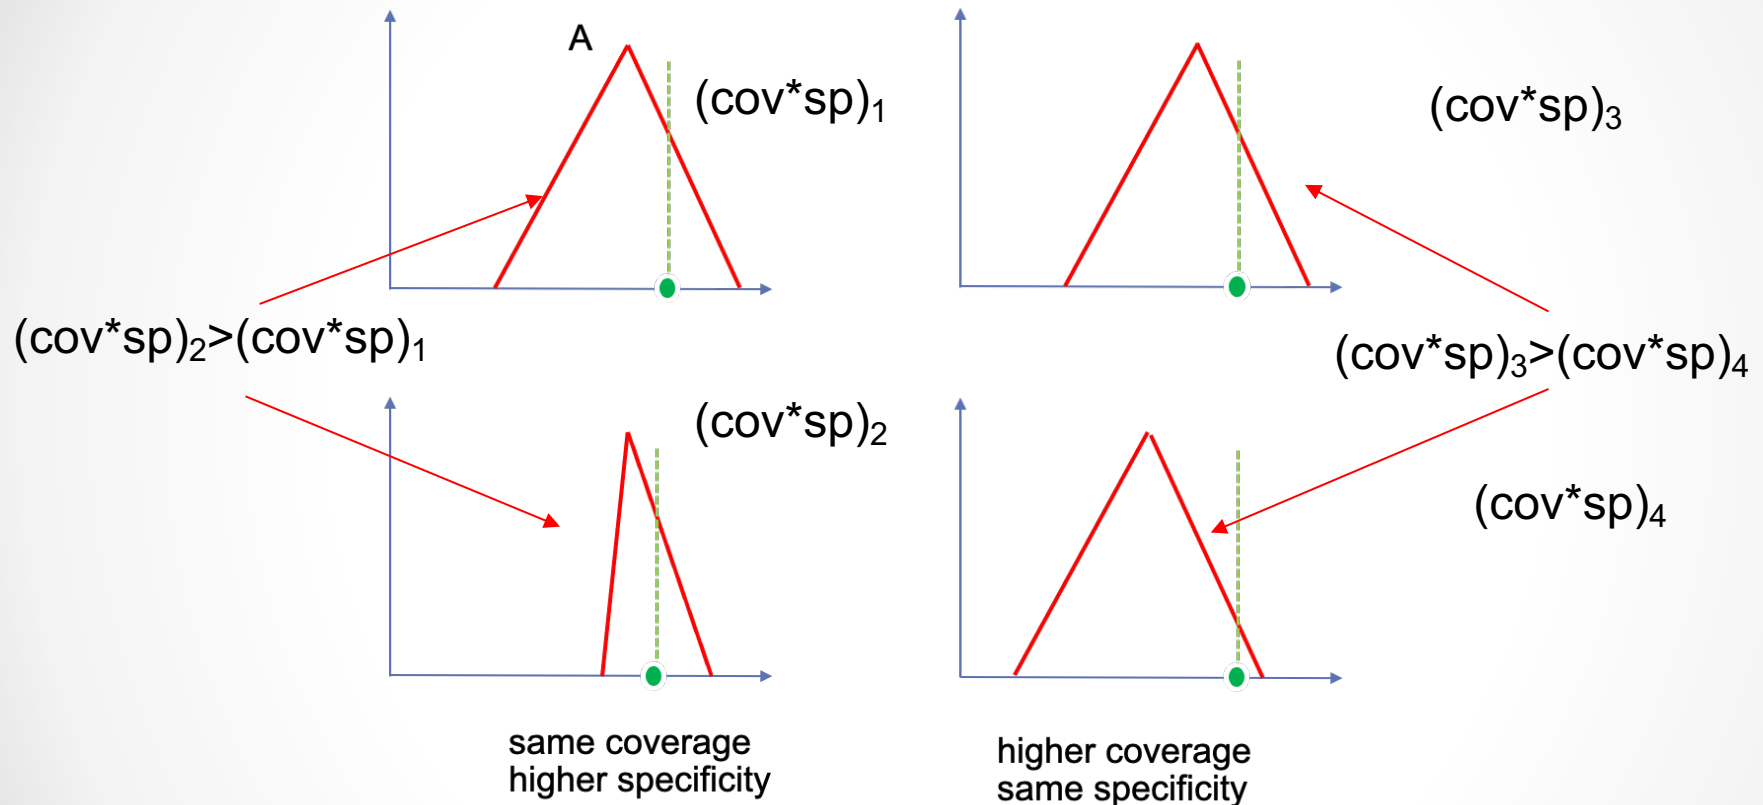 A
(cov*sp)1
(cov*sp)3
(cov*sp)2>(cov*sp)1
(cov*sp)3>(cov*sp)4
(cov*sp)2
(cov*sp)4
same coverage
higher specificity
higher coverage
same specificity